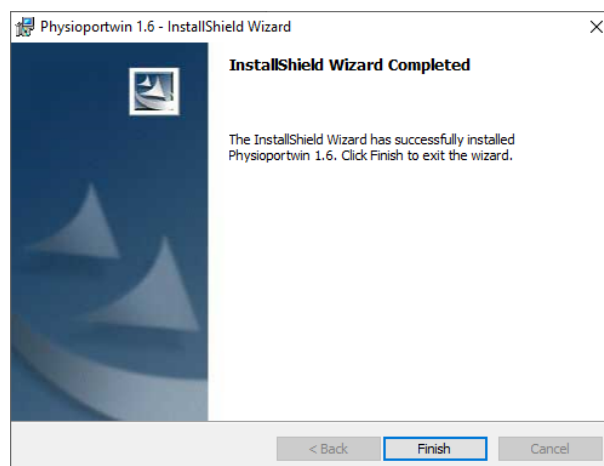 Physioportwin 1.6 - InstallShield Wizard
InstallShield Wizard Completed
The InstallShield Wizard has successfully installed
Physioportwin 1.6. Click Finish to exit the wizard.
< Back
Finish
Cancel